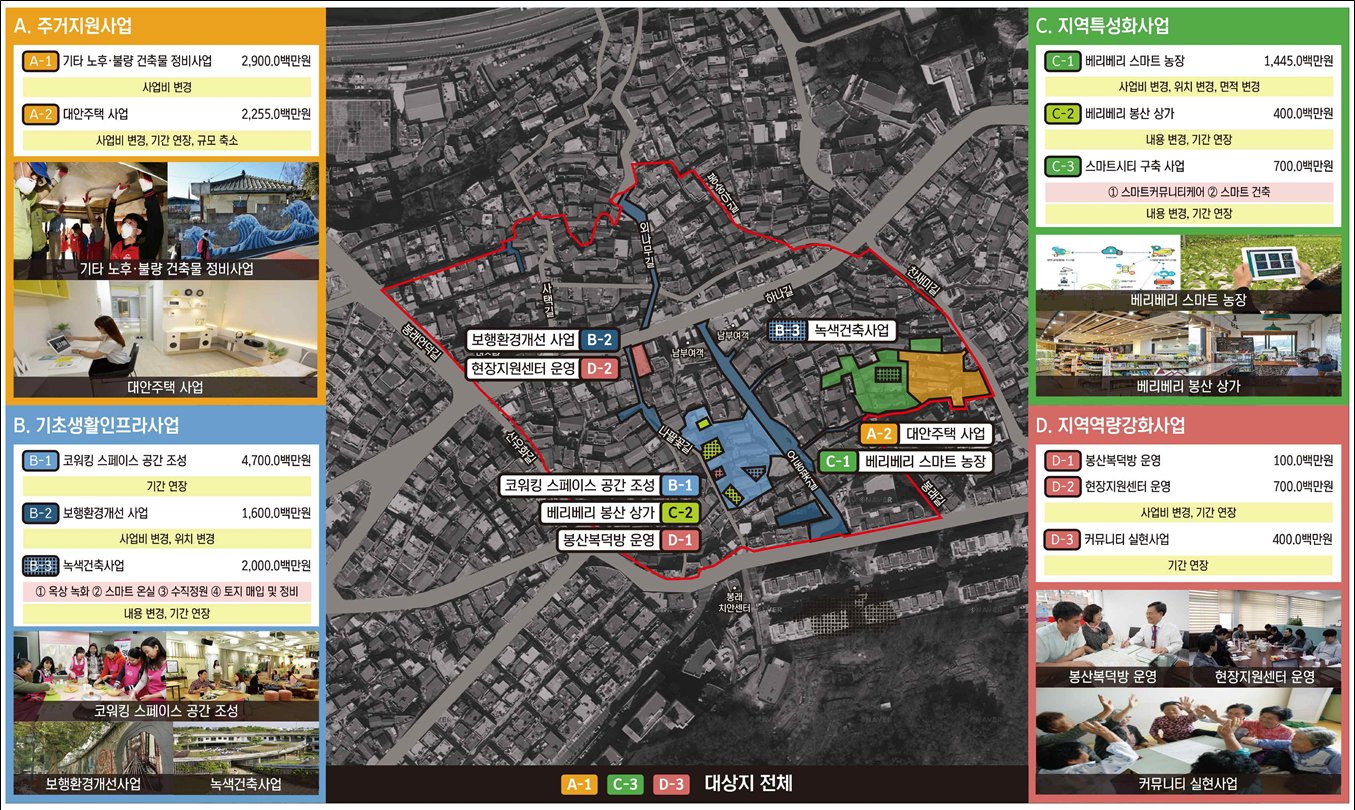 A. 주거지원사업
A-1 기타 노후·불량 건축물 정비사업 2,900.0백만원
사업비 변경
A-2 대안주택 사업 2,255.0백만원
사업비 변경, 기간 연장, 규모 축소
기타 노후·불량 건축물 정비사업
대안주택 사업
B. 기초생활인프라사업
B-1 코워킹 스페이스 공간 조성 4,700.0백만원
기간 연장
B-2 보행환경개선 사업 1,600.0백만원
사업비 변경, 위치 변경
B-3 녹색건축사업 2,000.0백만원
① 옥상 녹화 ② 스마트 온실 ③ 수직정원 ④ 토지 매입 및 정비
내용 변경, 기간 연장
코워킹 스페이스 공간 조성
보행환경개선사업
녹색건축사업
외나무길
사택길
하나길
찬새미길
봉래언덕길
남부여객
남부여객
B-3 녹색건축사업
보행환경개선 사업 B-2
현장지원센터 운영 D-2
산유화길
나팔꽃길
A-2 대안주택 사업
C-1 베리베리 스마트 농장
봉래길
코워킹 스페이스 공간 조성 B-1
베리베리 봉산 상가 C-2
봉산복덕방 운영 D-1
봉래
치안센터
A-1 C-3 D-3 대상지 전체
C. 지역특성화사업
C-1 베리베리 스마트 농장 1,445.0백만원
사업비 변경, 위치 변경, 면적 변경
C-2 베리베리 봉산 상가 400.0백만원
내용 변경, 기간 연장
C-3 스마트시티 구축 사업 700.0백만원
① 스마트커뮤니티케어 ② 스마트 건축
내용 변경, 기간 연장
베리베리 스마트 농장
베리베리 봉산 상가
D. 지역역량강화사업
D-1 봉산복덕방 운영 100.0백만원
D-2 현장지원센터 운영 700.0백만원
사업비 변경, 기간 연장
D-3 커뮤니티 실현사업 400.0백만원
기간 연장
봉산복덕방 운영
현장지원센터 운영
커뮤니티 실현사업